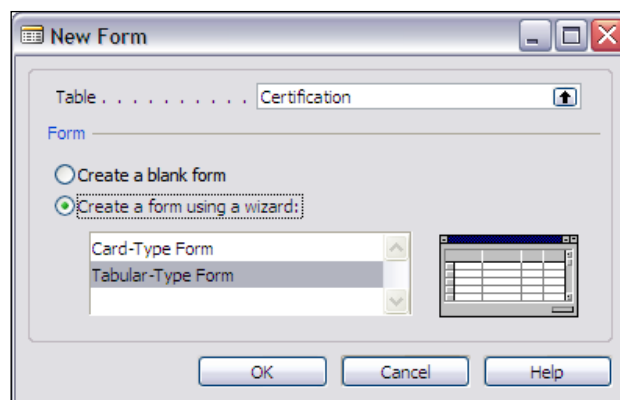 New Form
Table . . . . . . . . . . Certification
Form
Create a blank form
Create a form using a wizard:
Card-Type Form
Tabular-Type Form
OK Cancel Help